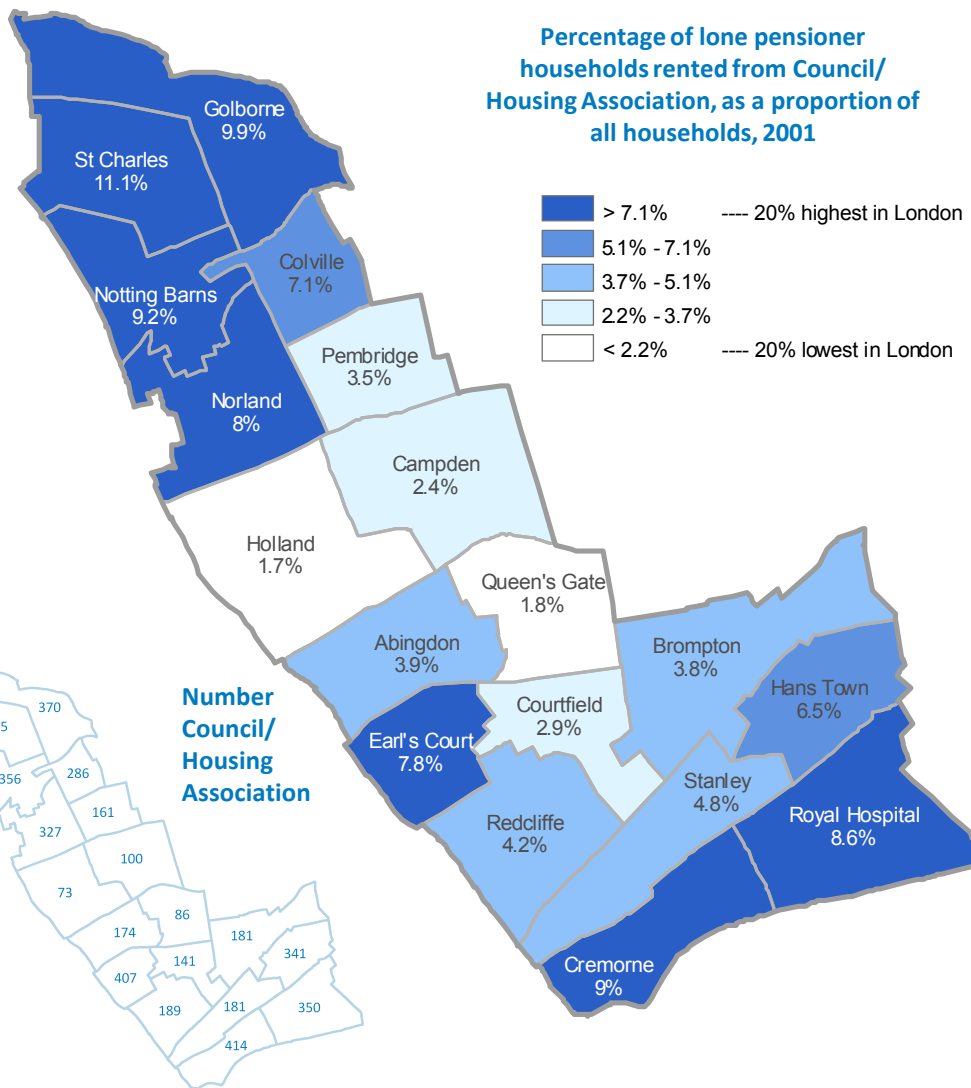 Percentage of lone pensioner
households rented from Council/
Housing Association, as a proportion of
all households, 2001
> 7.1% ---- 20% highest in London
5.1% - 7.1%
3.7% - 5.1%
2.2% - 3.7%
< 2.2% ---- 20% lowest in London
Golborne
9.9%
St Charles
11.1%
Colville
7.1%
Notting Barns
9.2%
Pembridge
3.5%
Norland
8%
Campden
2.4%
Holland
1.7%
Queen's Gate
1.8%
Abingdon
3.9%
Brompton
3.8%
Hans Town
6.5%
Courtfield
2.9%
Earl's Court
7.8%
Stanley
4.8%
Royal Hospital
8.6%
Redcliffe
4.2%
Cremorne
9%
Number
Council/
Housing
Association
370
5
356
286
327
161
100
73
86
174
181
141
341
407
189
181
350
414